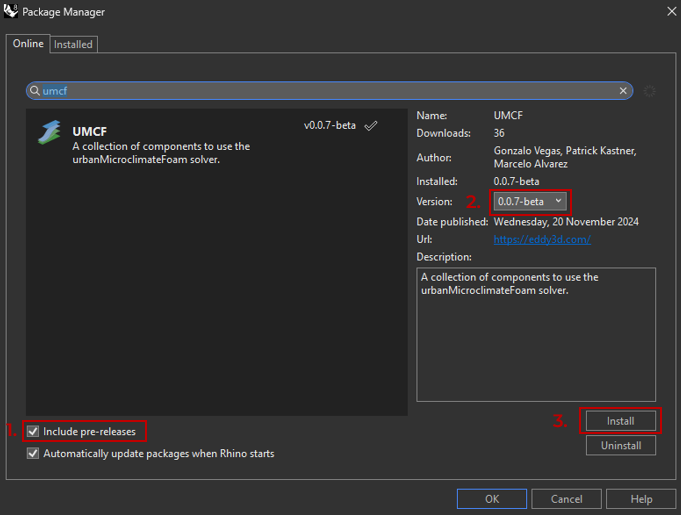 Package Manager
Online
Installed
umcf
UMCF
v0.0.7-beta
A collection of components to use the
urbanMicroclimateFoam solver.
Name: UMCF
Downloads: 36
Author: Gonzalo Vegas, Patrick Kastner,
Marcelo Alvarez
Installed: 0.0.7-beta
2. Version: 0.0.7-beta
Date published: Wednesday, 20 November 2024
Url: https://eddy3d.com/
Description:
A collection of components to use the
urbanMicroclimateFoam solver.
1. Include pre-releases
3. Install
Automatically update packages when Rhino starts
Uninstall
OK
Cancel
Help